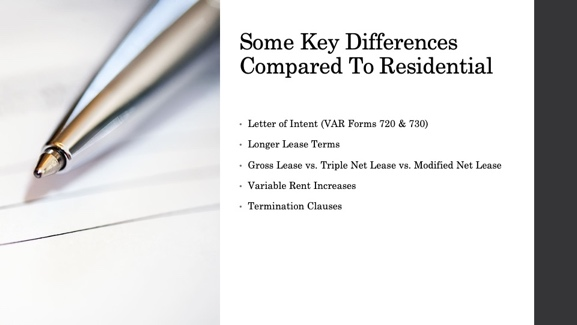 Some Key Differences
Compared To Residential
Letter of Intent (VAR Forms 720 & 730)
Longer Lease Terms
Gross Lease vs. Triple Net Lease vs. Modified Net Lease
Variable Rent Increases
Termination Clauses